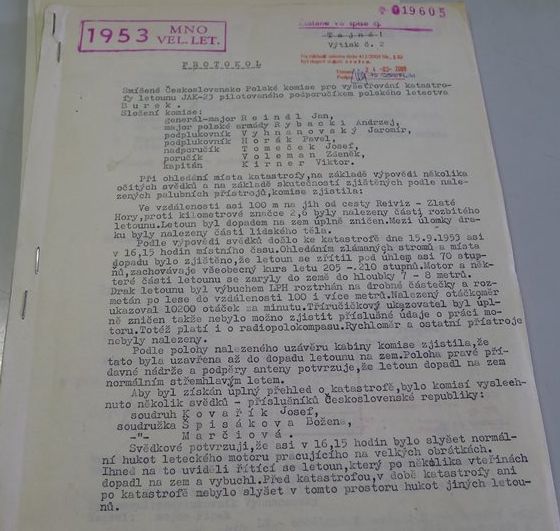 019605
1953 MNO
VEL. LET.
Tajné!
Výtisk č. 2
PROTOKOL
Smíšené Československo Polské komise pro vyšetřování katastro-
fy letounu JAK-23 pilotovaného podporučíkem polského letectva
Burek.
Složení komise:
generál-major Reindl Jan,
major polské armády Rybacki Andrzej,
podplukovník Vyhnanovský Jaromír,
podplukovník Horák Pavel,
nadporučík Tomeček Josef,
poručík Voleman Zdeněk,
kapitán Kirner Viktor.
Při ohledání místa katastrofy,na základě výpovědi několika
očitých svědků a na základě skutečností zjištěných podle nale-
zených palubních přístrojů,komise zjistila:
Ve vzdálenosti asi 100 m na jih od cesty Reiviz - Zlaté
Hory,proti kilometrové značce 2,6 byly nalezeny části rozbitého
letounu.Letoun byl dopadem na zem úplně zničen.Mezi úlomky dra-
ku byly nalezeny části lidského těla.
Podle výpovědi svědků došlo ke katastrofě dne 15.9.1953 asi
v 16,15 hodin místního času.Ohledáním zlámaných stromů a místa
dopadu bylo zjištěno,že letoun se zřítil pod úhlem asi 70 stup-
ňů,zachovávaje všeobecný kurs letu 205 - 210 stupňů.Motor a něk-
teré části letounu se zaryly do země do hloubky 7 - 8 metrů.
Drak letounu byl výbuchem LPH roztrhán na drobné částečky a roz-
metán po lese do vzdálenosti 100 i více metrů.Nalezený otáčkoměr
ukazoval 10200 otáček za minutu.Tříručičkový ukazovatel byl úpl-
ně zničen takže nebylo možno zjistit příslušné údaje o práci mo-
toru.Totéž platí i o radiopolokompasu.Rychloměr a ostatní přístroje
nebyly nalezeny.
Podle polohy nalezeného uzávěru kabiny komise zjistila,že
tato byla uzavřena až do dopadu letounu na zem.Poloha pravé pří-
davné nádrže a podpěry anteny potvrzuje,že letoun dopadl na zem
normálním střemhlavým letem.
Aby byl získán úplný přehled o katastrofě,bylo komisí vyslech-
nuto několik svědků - příslušníků Československé republiky:
soudruh Kovařík Josef,
soudružka Špisáková Božena,
-"- Marčiová.
Svědkové potvrzují,že asi v 16,15 hodin bylo slyšet normál-
ní hukot leteckého motoru pracujícího na velkých obrátkách.
Ihned na to uviděli řítící se letoun,který po několika vteřinách
dopadl na zem a vybuchl.Před katastrofou,v době katastrofy ani
po katastrofě nebylo slyšet v tomto prostoru hukot jiných letou-
nů.